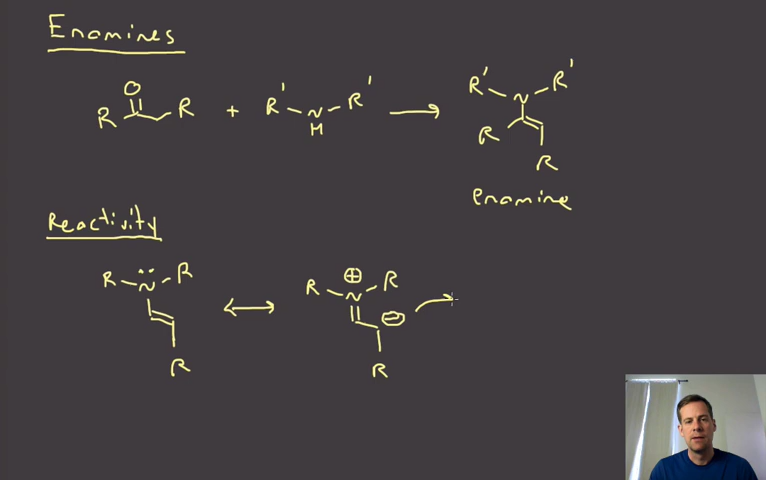 Enamines
O
R R + R' N R' H → R' N R' R R
enamine
Reactivity
R N R R ↔ R N R ⊕ ⊖ R